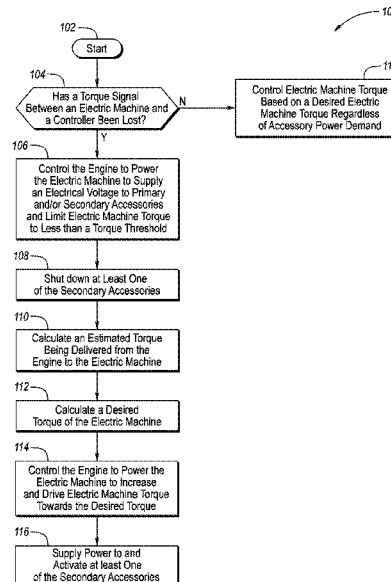 10
102
Start
104
Has a Torque Signal
Between an Electric Machine and
a Controller Been Lost?
N
11
Control Electric Machine Torque
Based on a Desired Electric
Machine Torque Regardless
of Accessory Power Demand
Y
106
Control the Engine to Power
the Electric Machine to Supply
an Electrical Voltage to Primary
and/or Secondary Accessories
and Limit Electric Machine Torque
to Less than a Torque Threshold
108
Shut down at Least One
of the Secondary Accessories
110
Calculate an Estimated Torque
Being Delivered from the
Engine to the Electric Machine
112
Calculate a Desired
Torque of the Electric Machine
114
Control the Engine to Power the
Electric Machine to Increase
and Drive Electric Machine Torque
Towards the Desired Torque
116
Supply Power to and
Activate at Least One
of the Secondary Accessories